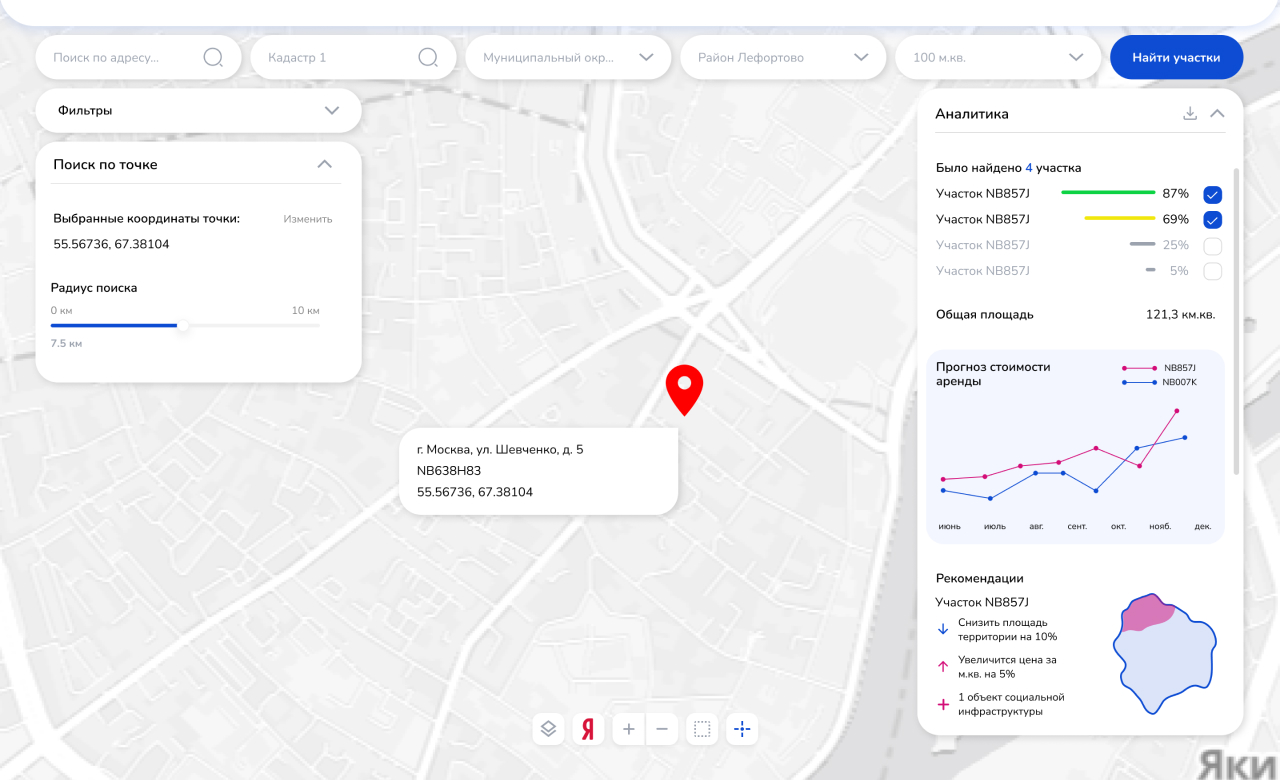 Поиск по адресу...
Кадастр 1
Муниципальный окр...
Район Лефортово
100 м.кв.
Найти участки
Фильтры
Поиск по точке
Выбранные координаты точки:
Изменить
55.56736, 67.38104
Радиус поиска
0 км
10 км
7.5 км
г. Москва, ул. Шевченко, д. 5
NB638H83
55.56736, 67.38104
Аналитика
Было найдено 4 участка
Участок NB857J 87%
Участок NB857J 69%
Участок NB857J 25%
Участок NB857J 5%
Общая площадь 121,3 км.кв.
Прогноз стоимости
аренды
NB857J
NB007K
июнь июль авг. сент. окт. нояб. дек.
Рекомендации
Участок NB857J
Снизить площадь
территории на 10%
Увеличится цена за
м.кв. на 5%
1 объект социальной
инфраструктуры
Я
Яки